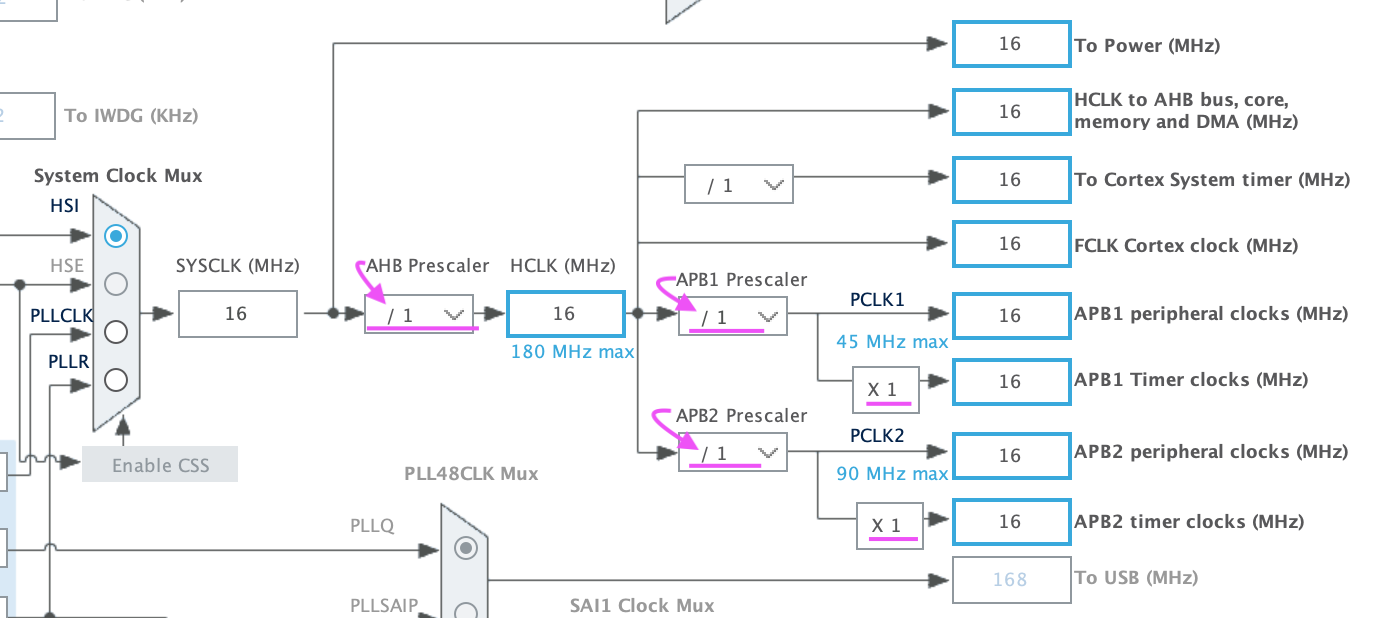 16
To Power (MHz)
2
To IWDG (KHz)
16
HCLK to AHB bus, core,
memory and DMA (MHz)
System Clock Mux
/ 1
16
To Cortex System timer (MHz)
HSI
16
FCLK Cortex clock (MHz)
HSE
SYSCLK (MHz)
AHB Prescaler
HCLK (MHz)
APB1 Prescaler
PLLCLK
16
/ 1
16
180 MHz max
/ 1
PCLK1
45 MHz max
16
APB1 peripheral clocks (MHz)
PLLR
X 1
16
APB1 Timer clocks (MHz)
APB2 Prescaler
/ 1
PCLK2
90 MHz max
16
APB2 peripheral clocks (MHz)
Enable CSS
PLL48CLK Mux
X 1
16
APB2 timer clocks (MHz)
PLLQ
168
To USB (MHz)
PLLSAIP
SAI1 Clock Mux